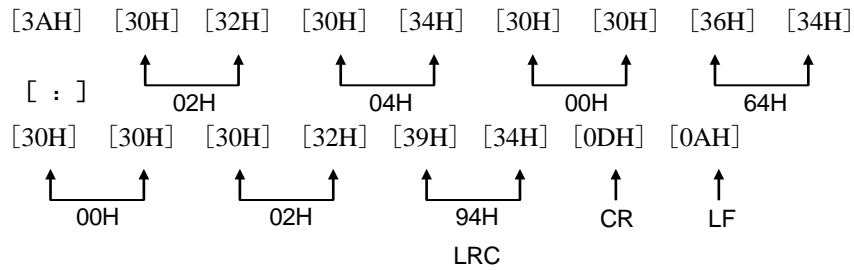 ［3AH］ ［30H］ ［32H］ ［30H］ ［34H］ ［30H］ ［30H］ ［36H］ ［34H］
［ : ］ 02H 04H 00H 64H
［30H］ ［30H］ ［30H］ ［32H］ ［39H］ ［34H］ ［0DH］ ［0AH］
00H 02H 94H CR LF
LRC